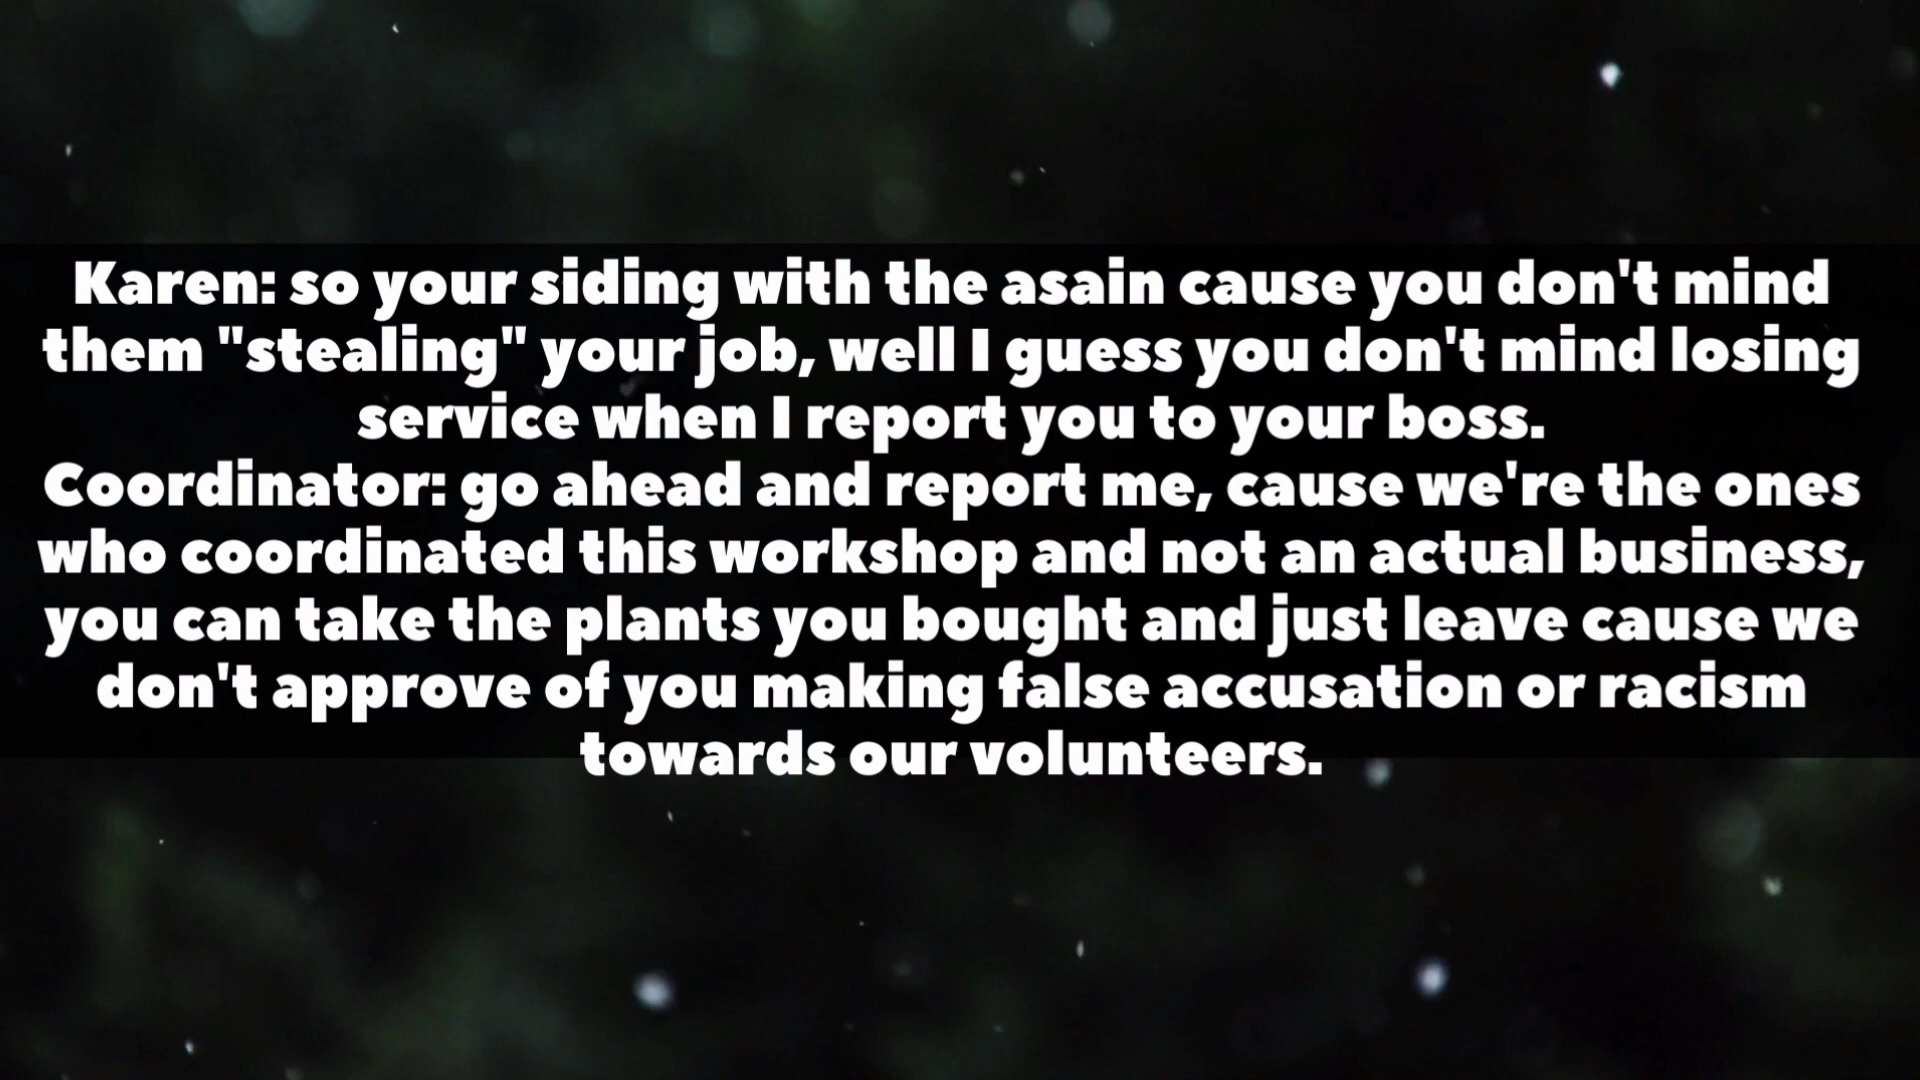 Karen: so your siding with the asain cause you don't mind
them "stealing" your job, well I guess you don't mind losing
service when I report you to your boss.
Coordinator: go ahead and report me, cause we're the ones
who coordinated this workshop and not an actual business,
you can take the plants you bought and just leave cause we
don't approve of you making false accusation or racism
towards our volunteers.